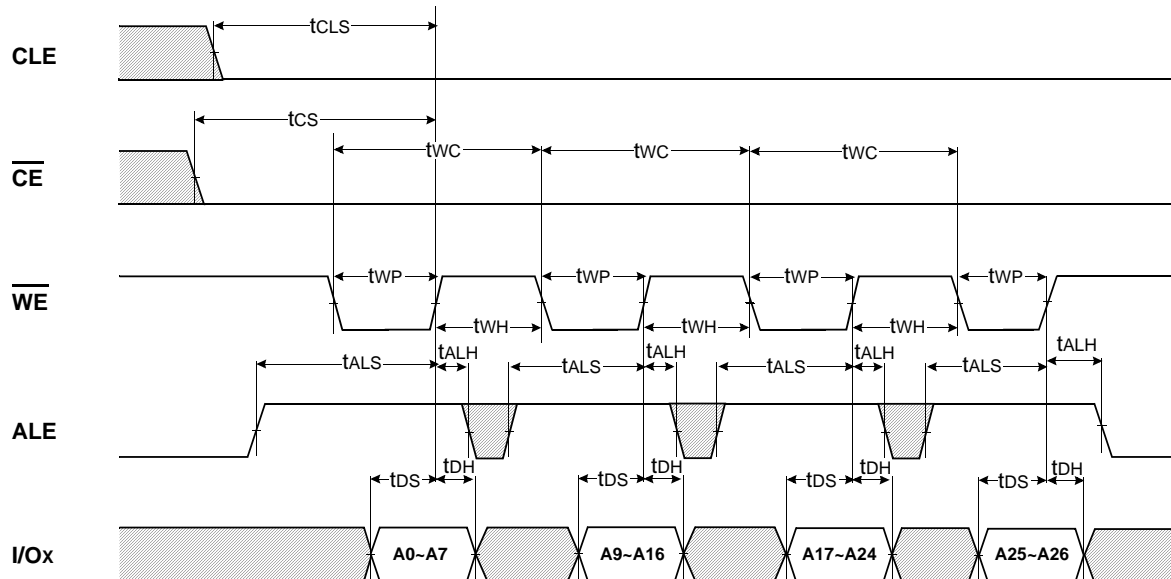 CLE
tCLS
tCS
CE
tWC tWC tWC
WE
tWP tWP tWP tWP
tWH tWH tWH
ALE
tALS tALH tALS tALH tALS tALH tALS tALH
tDS tDH tDS tDH tDS tDH tDS tDH
I/Ox
A0~A7 A9~A16 A17~A24 A25~A26